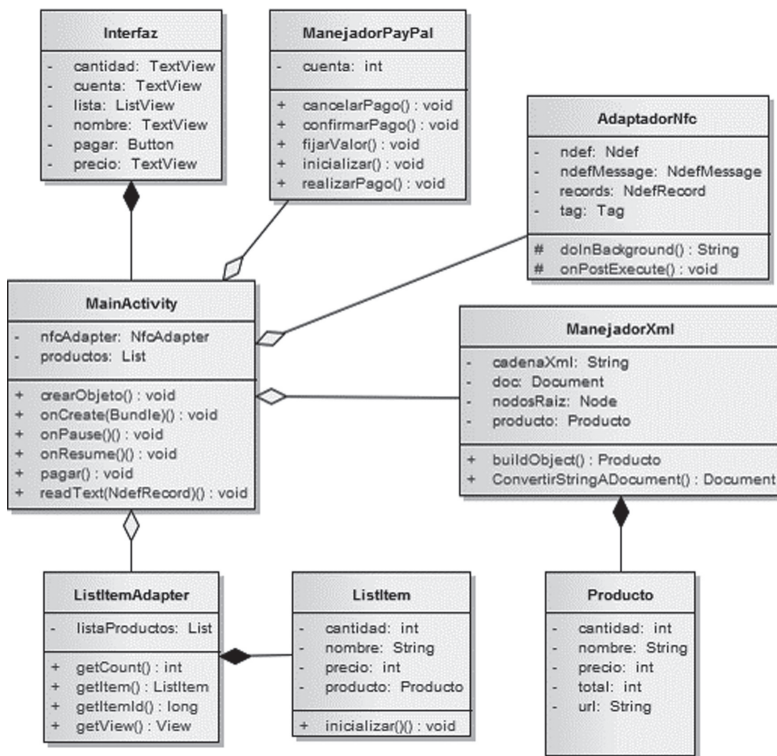 Interfaz
- cantidad: TextView
- cuenta: TextView
- lista: ListView
- nombre: TextView
- pagar: Button
- precio: TextView
ManejadorPayPal
- cuenta: int
+ cancelarPago() : void
+ confirmarPago() : void
+ fijarValor() : void
+ inicializar() : void
+ realizarPago() : void
AdaptadorNfc
- ndef: Ndef
- ndefMessage: NdefMessage
- records: NdefRecord
- tag: Tag
# doInBackground() : String
# onPostExecute() : void
MainActivity
- nfcAdapter: NfcAdapter
- productos: List
+ crearObjeto() : void
+ onCreate(Bundle)() : void
+ onPause()() : void
+ onResume()() : void
+ pagar() : void
+ readText(NdefRecord)() : void
ManejadorXml
- cadenaXml: String
- doc: Document
- nodosRaiz: Node
- producto: Producto
+ buildObject() : Producto
+ ConvertirStringADocument() : Document
ListItemAdapter
- listaProductos: List
+ getCount() : int
+ getItem() : ListItem
+ getItemId() : long
+ getView() : View
ListItem
- cantidad: int
- nombre: String
- precio: int
- producto: Producto
+ inicializar()() : void
Producto
- cantidad: int
- nombre: String
- precio: int
- total: int
- url: String